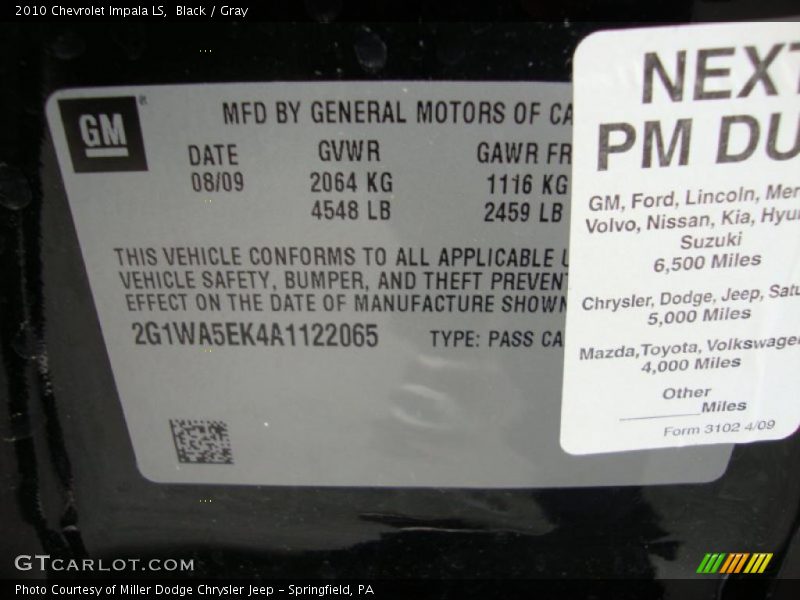 2010 Chevrolet Impala LS, Black / Gray
GM
MFD BY GENERAL MOTORS OF CA
DATE GVWR GAWR FR
08/09 2064 KG 1116 KG
4548 LB 2459 LB
THIS VEHICLE CONFORMS TO ALL APPLICABLE U
VEHICLE SAFETY, BUMPER, AND THEFT PREVENT
EFFECT ON THE DATE OF MANUFACTURE SHOWN
2G1WA5EK4A1122065 TYPE: PASS CA
NEXT
PM DU
GM, Ford, Lincoln, Mer
Volvo, Nissan, Kia, Hyu
Suzuki
6,500 Miles
Chrysler, Dodge, Jeep, Satu
5,000 Miles
Mazda,Toyota, Volkswage
4,000 Miles
Other
________Miles
Form 3102 4/09
GTCARLOT.COM
Photo Courtesy of Miller Dodge Chrysler Jeep - Springfield, PA